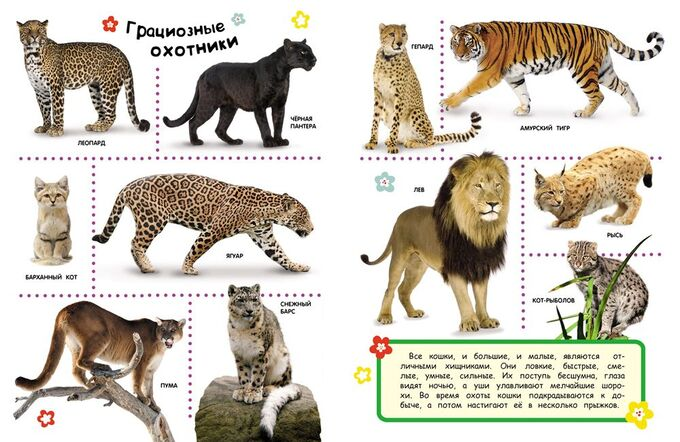 Грациозные
охотники
ЛЕОПАРД
ЧЁРНАЯ
ПАНТЕРА
БАРХАННЫЙ КОТ
ЯГУАР
ПУМА
СНЕЖНЫЙ
БАРС
ГЕПАРД
АМУРСКИЙ ТИГР
ЛЕВ
РЫСЬ
КОТ-РЫБОЛОВ
Все кошки, и большие, и малые, являются от-
личными хищниками. Они ловкие, быстрые, сме-
лые, умные, сильные. Их поступь бесшумна, глаза
видят ночью, а уши улавливают мельчайшие шоро-
хи. Во время охоты кошки подкрадываются к до-
быче, а потом настигают её в несколько прыжков.